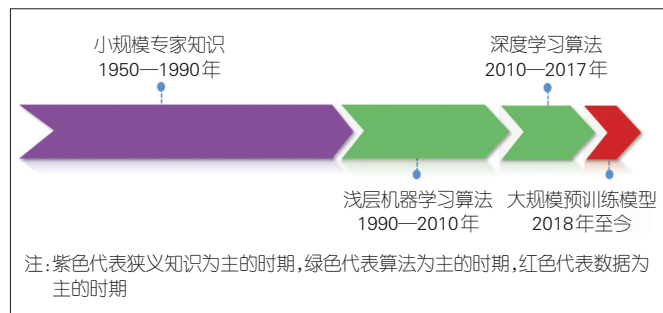 小规模专家知识
1950—1990年
深度学习算法
2010—2017年
浅层机器学习算法
1990—2010年
大规模预训练模型
2018年至今
注:紫色代表狭义知识为主的时期,绿色代表算法为主的时期,红色代表数据为
主的时期